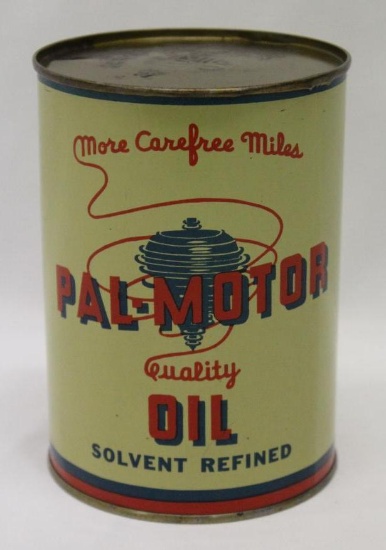 More Carefree Miles
PAL-MOTOR
Quality
OIL
SOLVENT REFINED